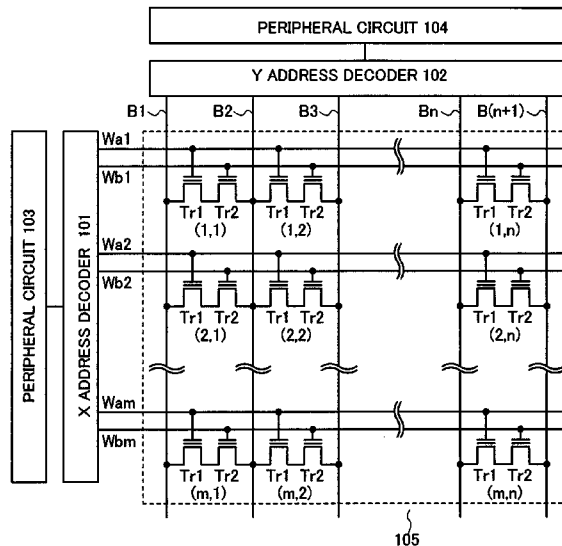 PERIPHERAL CIRCUIT 104
Y ADDRESS DECODER 102
B1 B2 B3 Bn B(n+1)
PERIPHERAL CIRCUIT 103
X ADDRESS DECODER 101
Wa1
Wb1
Tr1 Tr2 Tr1 Tr2 Tr1 Tr2
(1,1) (1,2) (1,n)
Wa2
Wb2
Tr1 Tr2 Tr1 Tr2 Tr1 Tr2
(2,1) (2,2) (2,n)
Wam
Wbm
Tr1 Tr2 Tr1 Tr2 Tr1 Tr2
(m,1) (m,2) (m,n)
105